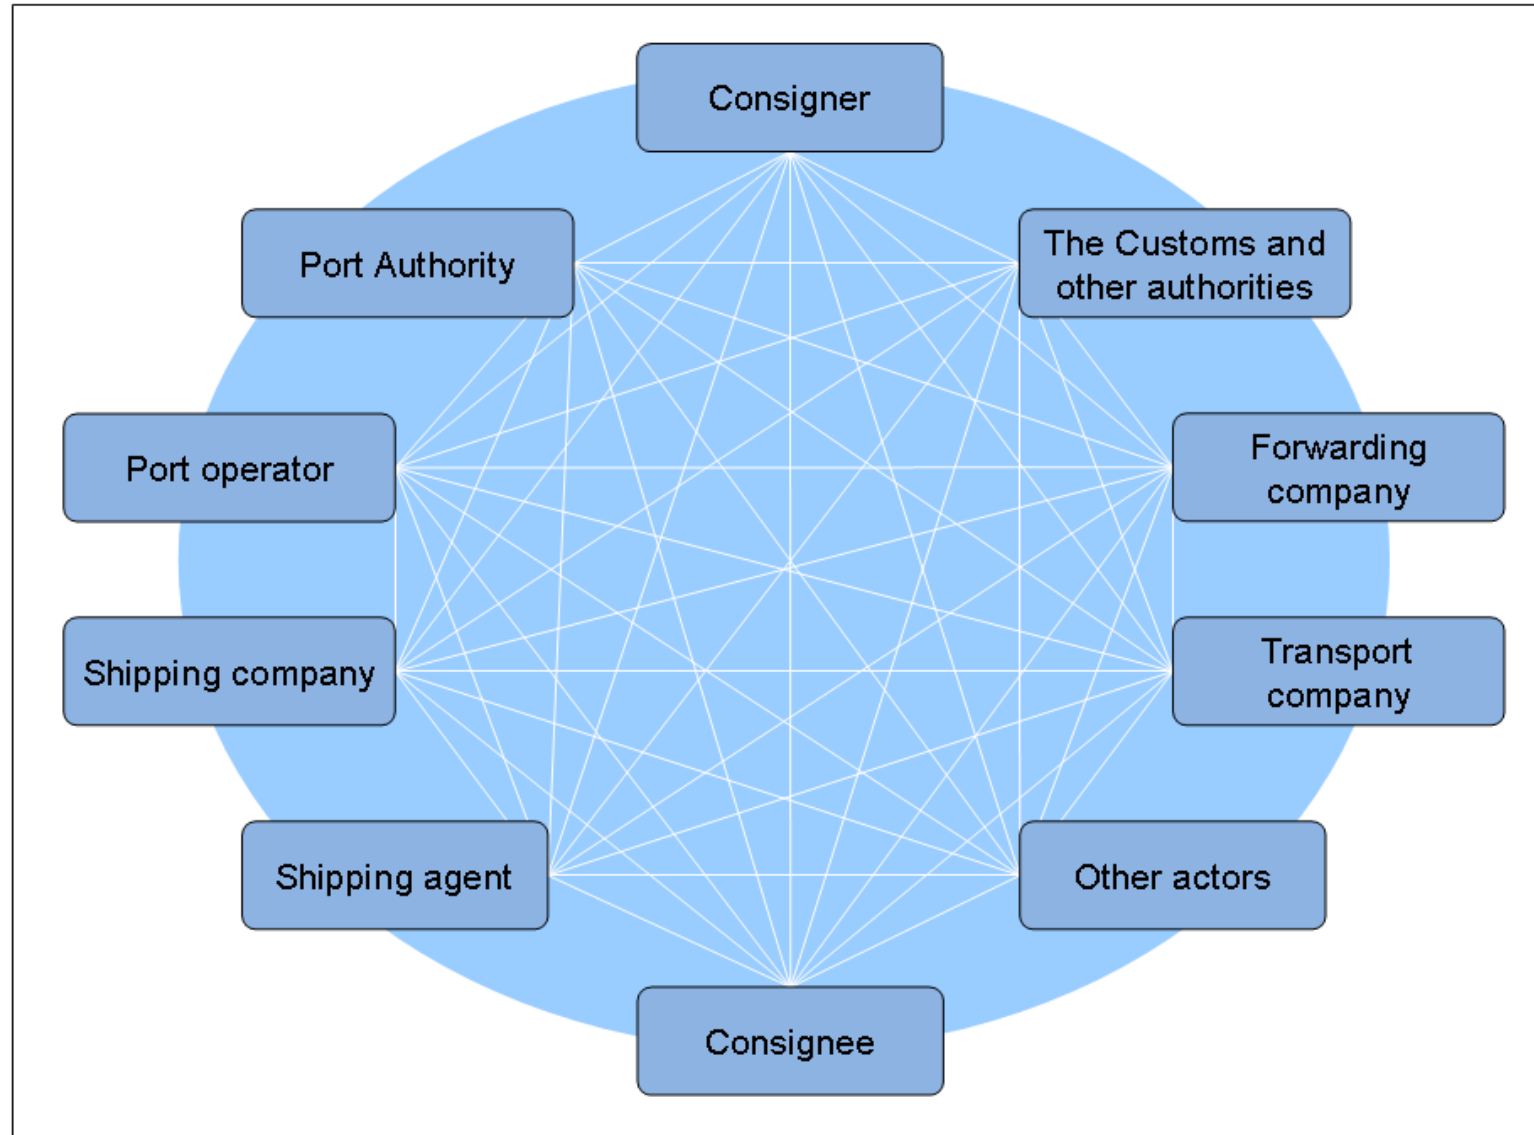 Consigner
Port Authority
The Customs and
other authorities
Port operator
Forwarding
company
Shipping company
Transport
company
Shipping agent
Other actors
Consignee